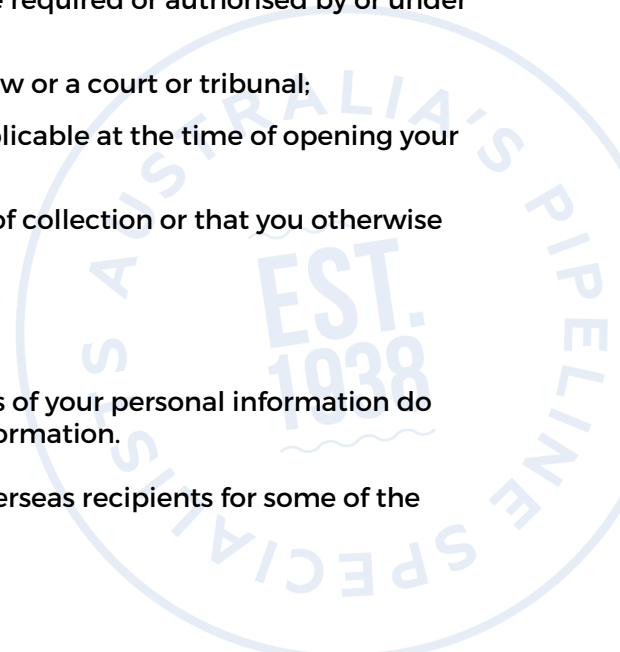 required or authorised by or under
w or a court or tribunal;
licable at the time of opening your
of collection or that you otherwise
s of your personal information do
ormation.
erseas recipients for some of the
AUSTRALIA'S PIPELINE SPECIALISTS
EST.
1938